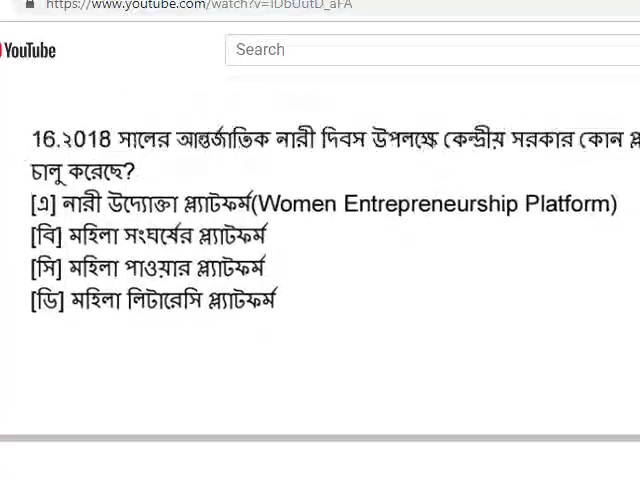 https://www.youtube.com/watch?v=
YouTube
Search
16.২018 সালের আন্তর্জাতিক নারী দিবস উপলক্ষে কেন্দ্রীয় সরকার কোন
চালু করেছে?
[এ] নারী উদ্যোক্তা প্ল্যাটফর্ম(Women Entrepreneurship Platform)
[বি] মহিলা সংঘর্ষের প্ল্যাটফর্ম
[সি] মহিলা পাওয়ার প্ল্যাটফর্ম
[ডি] মহিলা লিটারেসি প্ল্যাটফর্ম